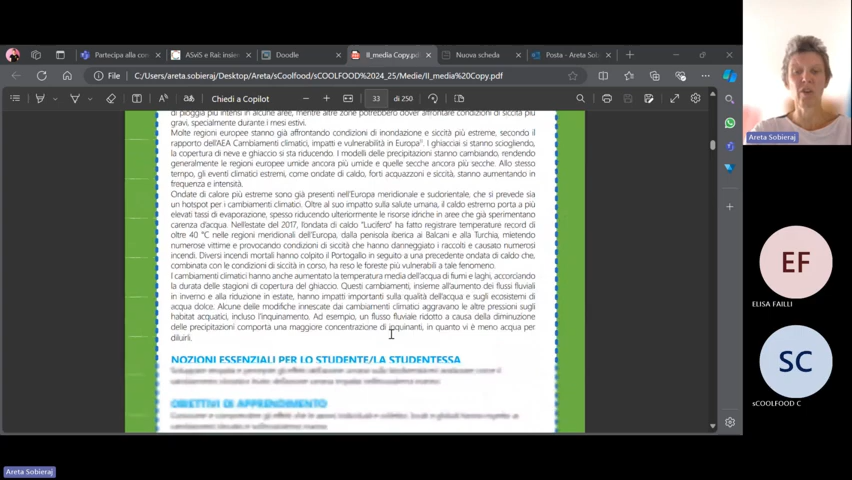 Partecipa alla con
ASviS e Rai: insien
Doodle
II_media Copy.pdf
Nuova scheda
Posta - Areta Sobi
File
C:/Users/areta.sobieraj/Desktop/Areta/sCoolfood/sCOOLFOOD%2024_25/Medie/II_media%20Copy.pdf
Chiedi a Copilot
33 di 250
di pioggia più intensi in alcune aree, mentre altre zone potrebbero dover affrontare condizioni di siccità più
gravi, specialmente durante i mesi estivi.
Molte regioni europee stanno già affrontando condizioni di inondazione e siccità più estreme, secondo il
rapporto dell'AEA Cambiamenti climatici, impatti e vulnerabilità in Europa. I ghiacci si stanno sciogliendo,
la copertura di neve e ghiaccio si sta riducendo. I modelli delle precipitazioni stanno cambiando, rendendo
generalmente le regioni europee umide ancora più umide e quelle secche ancora più secche. Allo stesso
tempo, gli eventi climatici estremi, come ondate di calore, forti acquazzoni e siccità, stanno aumentando in
frequenza e intensità.
Ondate di calore più estreme sono già presenti nell'Europa meridionale e sudorientale, che si prevede sia
un hotspot per i cambiamenti climatici. Oltre al suo impatto sulla salute umana, il caldo estremo porta a più
elevati tassi di evaporazione, spesso riducendo ulteriormente le risorse idriche in aree che già sperimentano
carenza d'acqua. Nell'estate del 2017, l'ondata di caldo "Lucifero" ha fatto registrare temperature record di
oltre 40 °C nelle regioni meridionali dell'Europa, dalla penisola iberica ai Balcani e alla Turchia, mietendo
numerose vittime e provocando condizioni di siccità che hanno danneggiato i raccolti e causato numerosi
incendi. Diversi incendi mortali hanno colpito il Portogallo in seguito a una precedente ondata di calore che,
combinata con le condizioni di siccità in corso, ha reso le foreste più vulnerabili a tale fenomeno.
I cambiamenti climatici hanno anche aumentato la temperatura media dell'acqua di fiumi e laghi, accorciando
la durata delle stagioni di copertura del ghiaccio. Questi cambiamenti, insieme all'aumento dei flussi fluviali
in inverno e alla riduzione in estate, hanno impatti importanti sulla qualità dell'acqua e sugli ecosistemi di
acqua dolce. Alcune delle modifiche innescate dai cambiamenti climatici aggravano le altre pressioni sugli
habitat acquatici, incluso l'inquinamento. Ad esempio, un flusso fluviale ridotto a causa della diminuzione
delle precipitazioni comporta una maggiore concentrazione di inquinanti, in quanto vi è meno acqua per
diluirli.
NOZIONI ESSENZIALI PER LO STUDENTE/LA STUDENTESSA
OBIETTIVI DI APPRENDIMENTO
Areta Sobieraj
EF
ELISA FAILLI
SC
sCOOLFOOD C
Areta Sobieraj